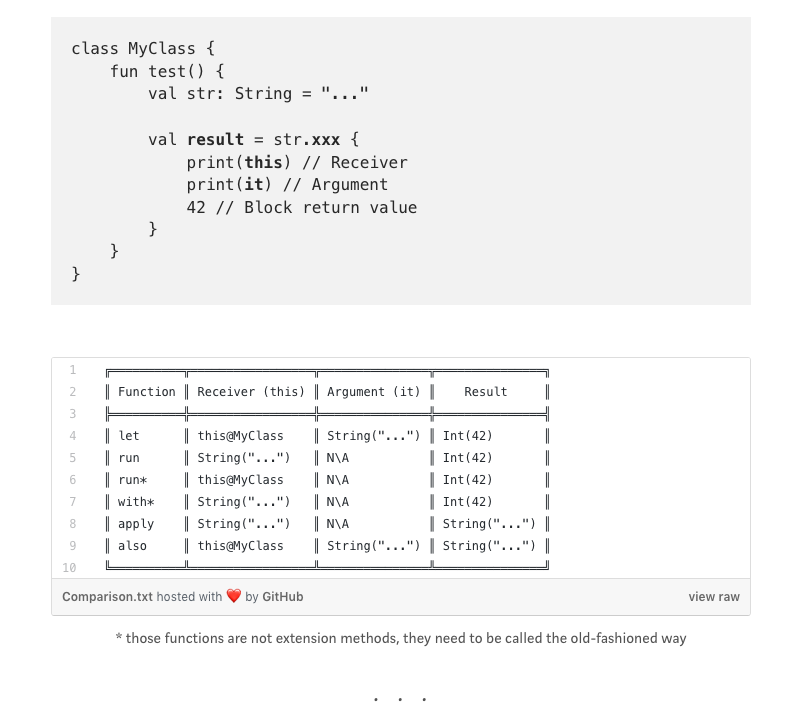 class MyClass {
    fun test() {
        val str: String = "..."

        val result = str.xxx {
            print(this) // Receiver
            print(it) // Argument
            42 // Block return value
        }
    }
}
1 ╔══════════╦═════════════════╦═══════════════╦═══════════════╗
2 ║ Function ║ Receiver (this) ║ Argument (it) ║    Result     ║
3 ╠══════════╬═════════════════╬═══════════════╬═══════════════╣
4 ║ let      ║ this@MyClass    ║ String("...") ║ Int(42)       ║
5 ║ run      ║ String("...")   ║ N\A           ║ Int(42)       ║
6 ║ run*     ║ this@MyClass    ║ N\A           ║ Int(42)       ║
7 ║ with*    ║ String("...")   ║ N\A           ║ Int(42)       ║
8 ║ apply    ║ String("...")   ║ N\A           ║ String("...") ║
9 ║ also     ║ this@MyClass    ║ String("...") ║ String("...") ║
10 ╚══════════╩═════════════════╩═══════════════╩═══════════════╝
Comparison.txt hosted with ❤️ by GitHub view raw
* those functions are not extension methods, they need to be called the old-fashioned way
. . .